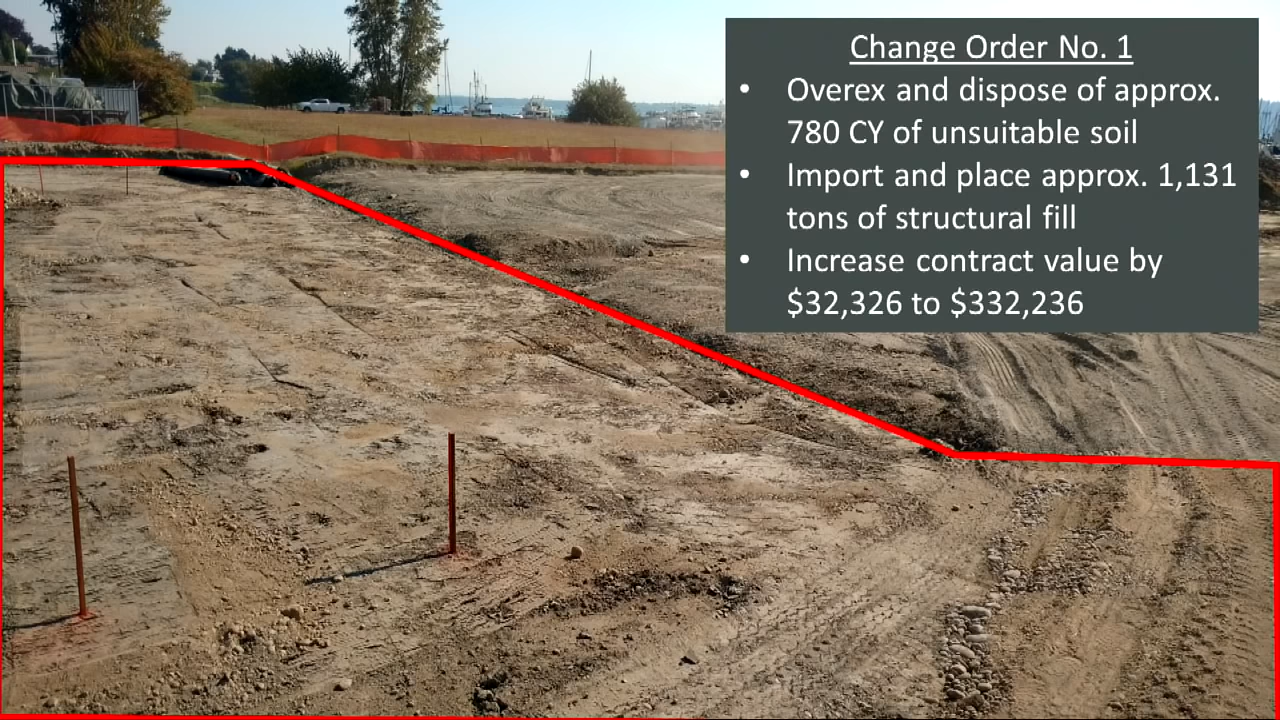 Change Order No. 1
• Overex and dispose of approx.
780 CY of unsuitable soil
• Import and place approx. 1,131
tons of structural fill
• Increase contract value by
$32,326 to $332,236